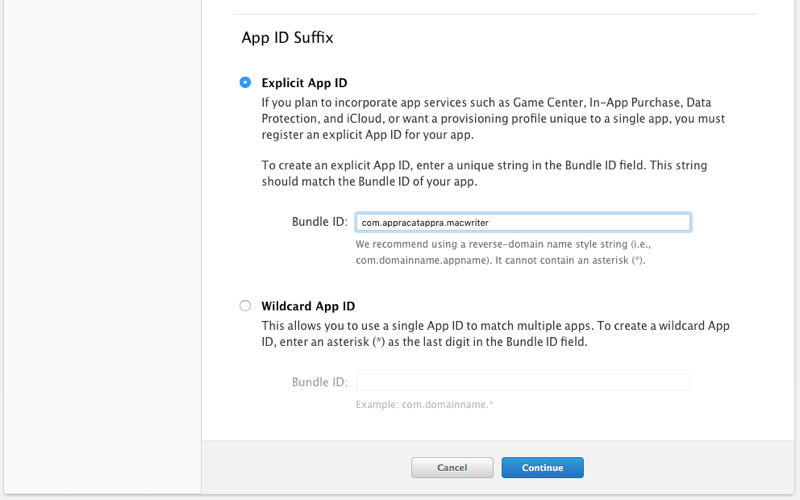 App ID Suffix
Explicit App ID
If you plan to incorporate app services such as Game Center, In-App Purchase, Data
Protection, and iCloud, or want a provisioning profile unique to a single app, you must
register an explicit App ID for your app.
To create an explicit App ID, enter a unique string in the Bundle ID field. This string
should match the Bundle ID of your app.
Bundle ID: com.appracatappra.macwriter
We recommend using a reverse-domain name style string (i.e.,
com.domainname.appname). It cannot contain an asterisk (*).
Wildcard App ID
This allows you to use a single App ID to match multiple apps. To create a wildcard App
ID, enter an asterisk (*) as the last digit in the Bundle ID field.
Bundle ID:
Example: com.domainname.*
Cancel Continue